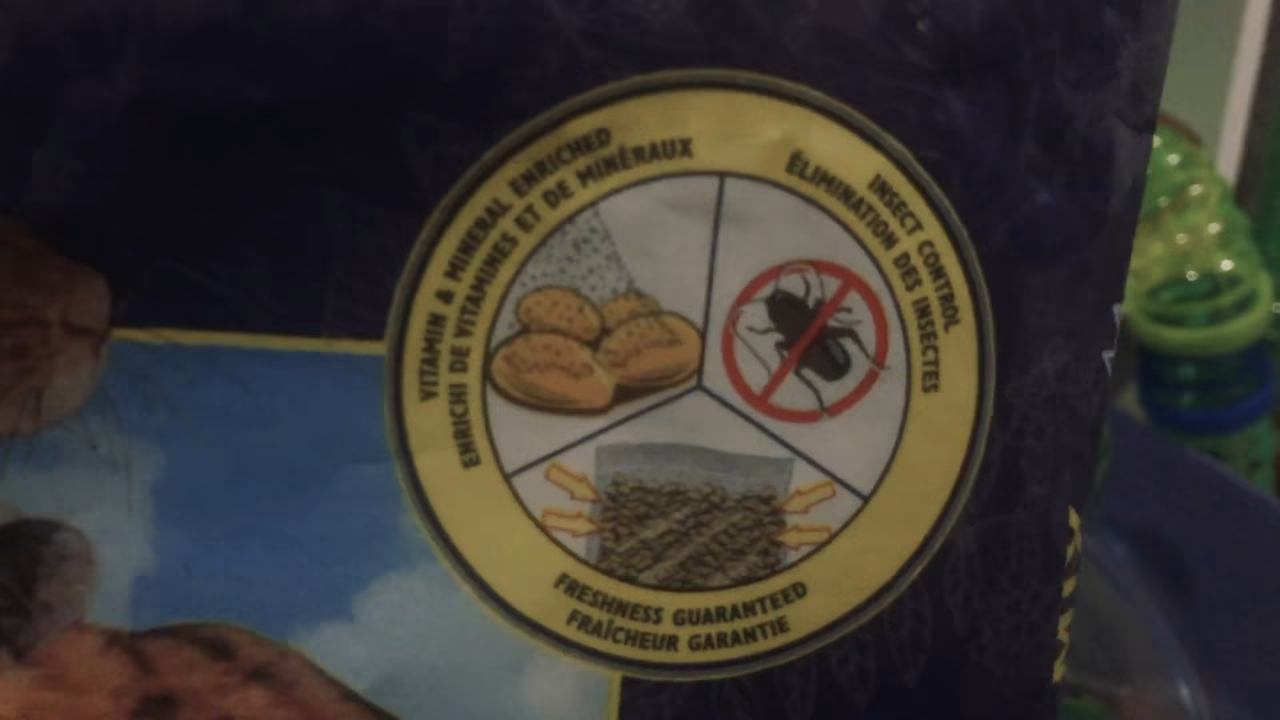 VITAMIN & MINERAL ENRICHED
ENRICHI DE VITAMINES ET DE MINÉRAUX
INSECT CONTROL
ÉLIMINATION DES INSECTES
FRESHNESS GUARANTEED
FRAÎCHEUR GARANTIE